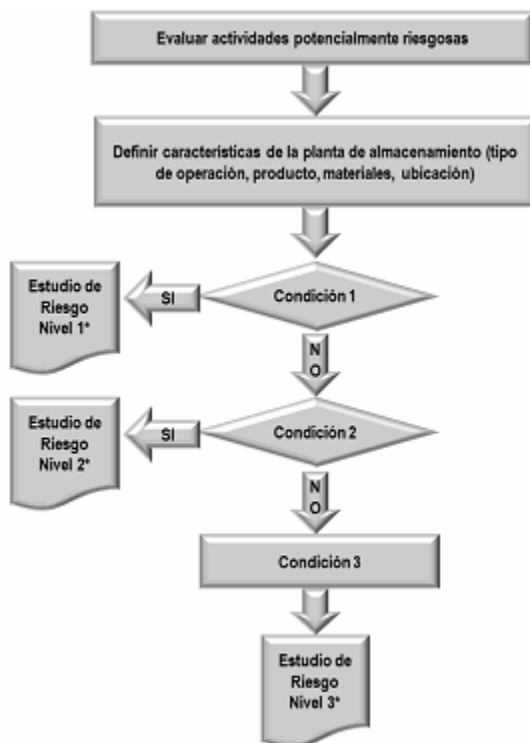 Evaluar actividades potencialmente riesgosas
Definir características de la planta de almacenamiento (tipo
de operación, producto, materiales, ubicación)
Condición 1
SI
Estudio de
Riesgo
Nivel 1*
N
O
Condición 2
SI
Estudio de
Riesgo
Nivel 2*
N
O
Condición 3
Estudio de
Riesgo
Nivel 3*